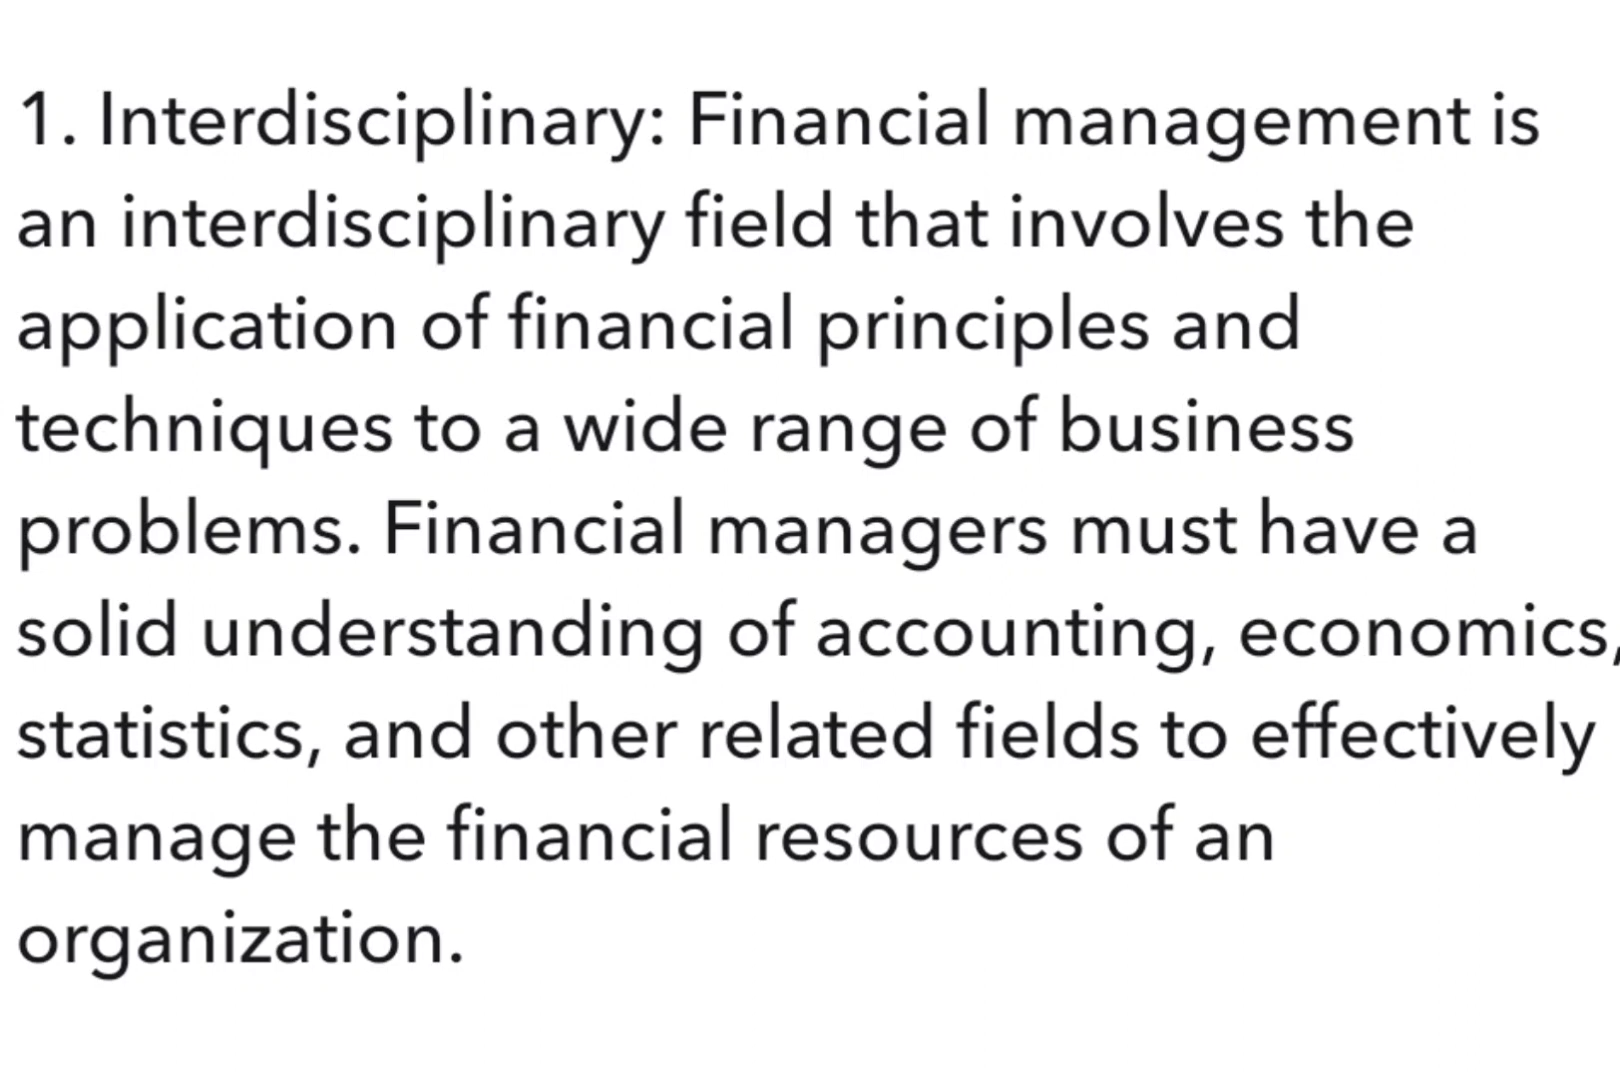 1. Interdisciplinary: Financial management is
an interdisciplinary field that involves the
application of financial principles and
techniques to a wide range of business
problems. Financial managers must have a
solid understanding of accounting, economics,
statistics, and other related fields to effectively
manage the financial resources of an
organization.